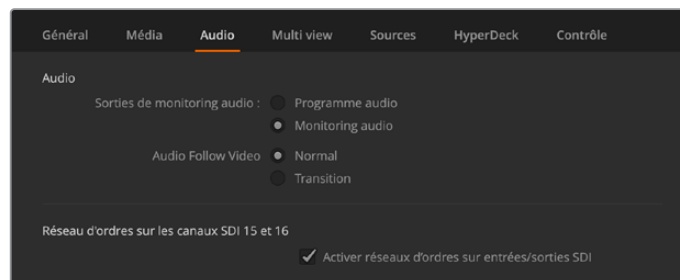 Général Média Audio Multi view Sources HyperDeck Contrôle
Audio
Sorties de monitoring audio : Programme audio
Monitoring audio
Audio Follow Video Normal
Transition
Réseau d'ordres sur les canaux SDI 15 et 16
Activer réseaux d'ordres sur entrées/sorties SDI